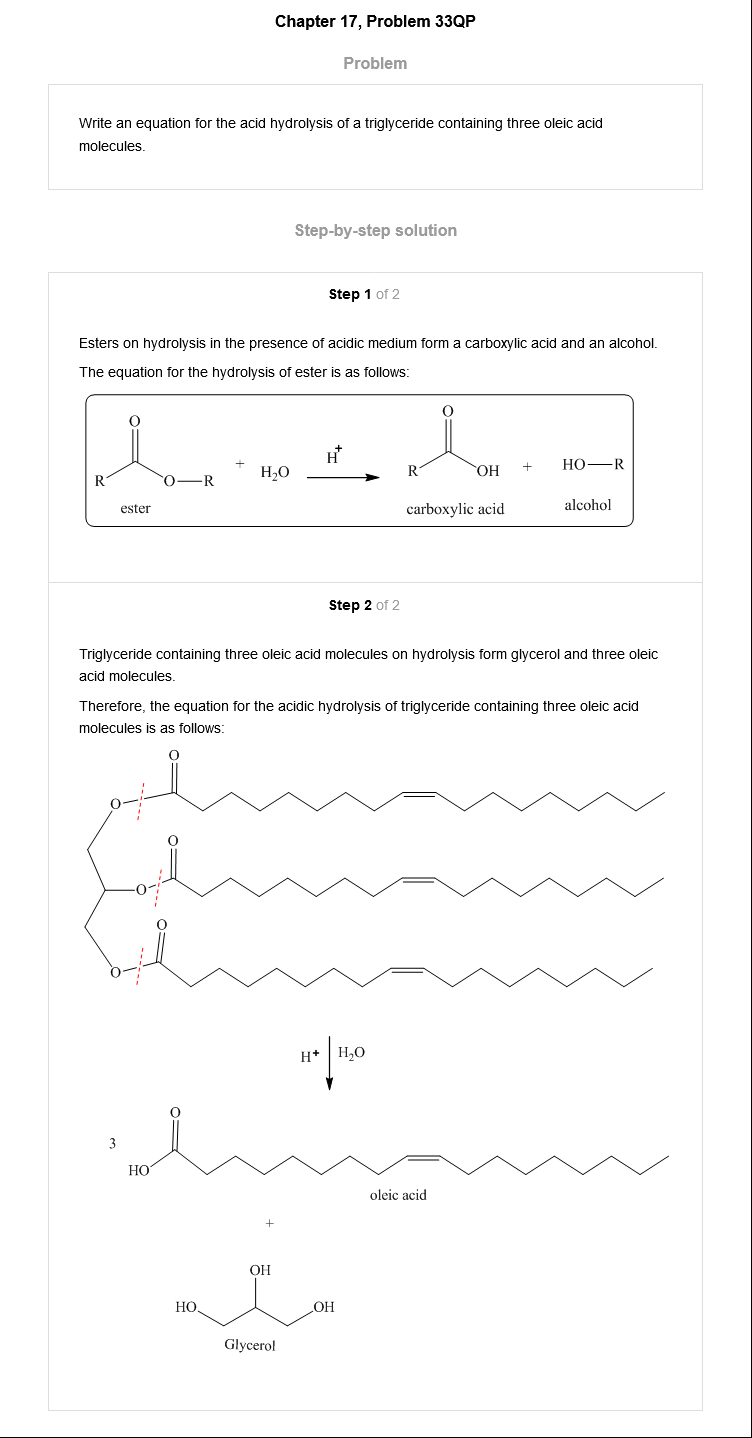 Chapter 17, Problem 33QP
Problem
Write an equation for the acid hydrolysis of a triglyceride containing three oleic acid
molecules.
Step-by-step solution
Step 1 of 2
Esters on hydrolysis in the presence of acidic medium form a carboxylic acid and an alcohol.
The equation for the hydrolysis of ester is as follows:
O
O
R O—R + H₂O H⁺ R OH + HO—R
ester carboxylic acid alcohol
Step 2 of 2
Triglyceride containing three oleic acid molecules on hydrolysis form glycerol and three oleic
acid molecules.
Therefore, the equation for the acidic hydrolysis of triglyceride containing three oleic acid
molecules is as follows:
O
O
O
O
O
O
H⁺ H₂O
O
3
HO
oleic acid
+
OH
HO OH
Glycerol